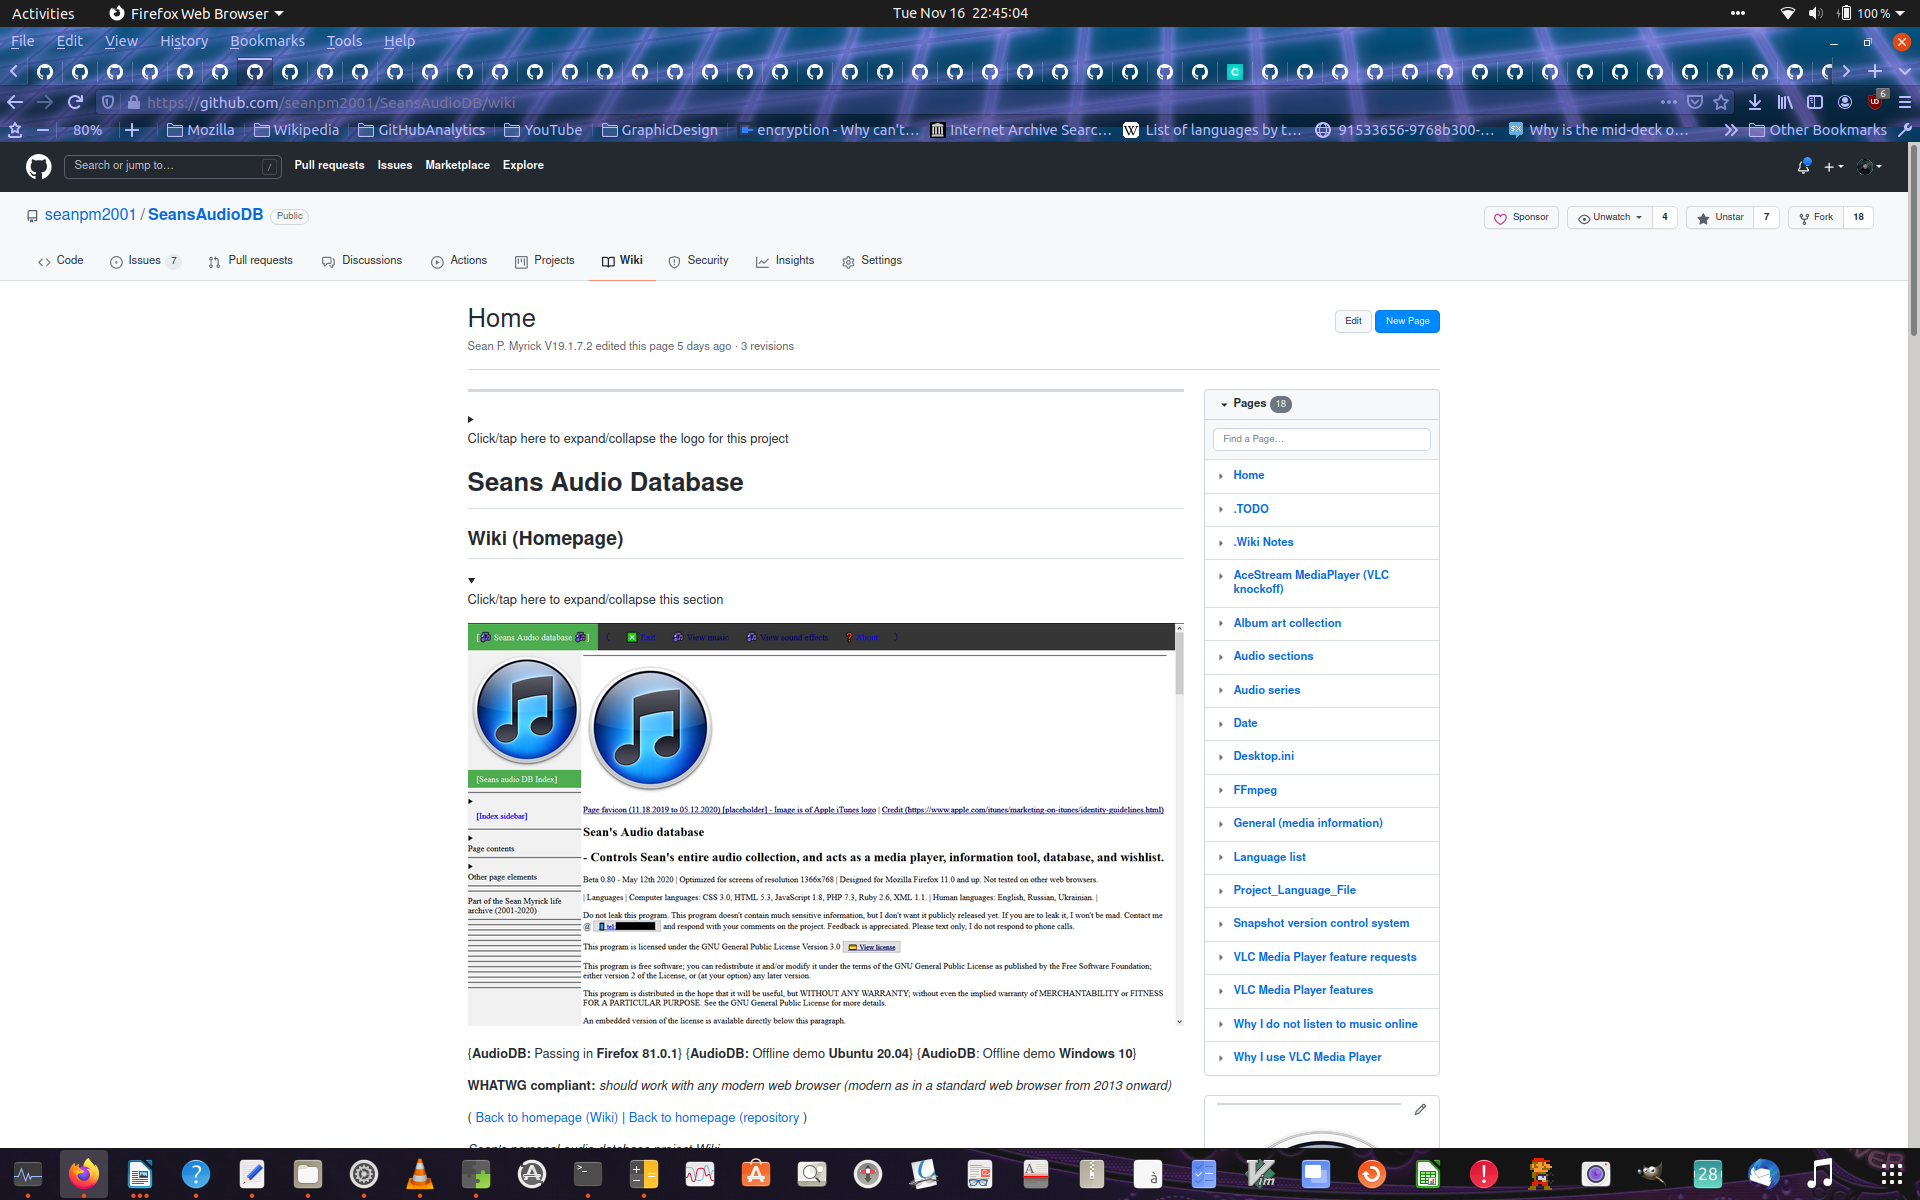 Activities Firefox Web Browser Tue Nov 16 22:45:04 100 %
File Edit View History Bookmarks Tools Help
https://github.com/seanpm2001/SeansAudioDB/wiki 6
80% Mozilla Wikipedia GitHubAnalytics YouTube GraphicDesign encryption - Why can't… Internet Archive Searc… List of languages by t… 91533656-9768b300-… Why is the mid-deck o… Other Bookmarks
Search or jump to… / Pull requests Issues Marketplace Explore
seanpm2001 / SeansAudioDB Public Sponsor Unwatch 4 Unstar 7 Fork 18
Code Issues 7 Pull requests Discussions Actions Projects Wiki Security Insights Settings
Home Edit New Page
Sean P. Myrick V19.1.7.2 edited this page 5 days ago · 3 revisions
Click/tap here to expand/collapse the logo for this project
Seans Audio Database
Wiki (Homepage)
Click/tap here to expand/collapse this section
[ Seans Audio database ] ( Exit View music View sound effects About )
[Seans audio DB Index]
[Index sidebar]
Page contents
Other page elements
Part of the Sean Myrick life
archive (2001-2020)
Page favicon (11.18.2019 to 05.12.2020) [placeholder] - Image is of Apple iTunes logo | Credit (https://www.apple.com/itunes/marketing-on-itunes/identity-guidelines.html)
Sean's Audio database
- Controls Sean's entire audio collection, and acts as a media player, information tool, database, and wishlist.
Beta 0.80 - May 12th 2020 | Optimized for screens of resolution 1366x768 | Designed for Mozilla Firefox 11.0 and up. Not tested on other web browsers.
| Languages | Computer languages: CSS 3.0, HTML 5.3, JavaScript 1.8, PHP 7.3, Ruby 2.6, XML 1.1. | Human languages: English, Russian, Ukrainian. |
Do not leak this program. This program doesn't contain much sensitive information, but I don't want it publicly released yet. If you are to leak it, I won't be mad. Contact me
@ tel: and respond with your comments on the project. Feedback is appreciated. Please text only, I do not respond to phone calls.
This program is licensed under the GNU General Public License Version 3.0 View license
This program is free software; you can redistribute it and/or modify it under the terms of the GNU General Public License as published by the Free Software Foundation;
either version 2 of the License, or (at your option) any later version.
This program is distributed in the hope that it will be useful, but WITHOUT ANY WARRANTY; without even the implied warranty of MERCHANTABILITY or FITNESS
FOR A PARTICULAR PURPOSE. See the GNU General Public License for more details.
An embedded version of the license is available directly below this paragraph.
{AudioDB: Passing in Firefox 81.0.1} {AudioDB: Offline demo Ubuntu 20.04} {AudioDB: Offline demo Windows 10}
WHATWG compliant: should work with any modern web browser (modern as in a standard web browser from 2013 onward)
( Back to homepage (Wiki) | Back to homepage (repository )
Sean's personal audio database project Wiki
Pages 18
Find a Page…
Home
.TODO
.Wiki Notes
AceStream MediaPlayer (VLC
knockoff)
Album art collection
Audio sections
Audio series
Date
Desktop.ini
FFmpeg
General (media information)
Language list
Project_Language_File
Snapshot version control system
VLC Media Player feature requests
VLC Media Player features
Why I do not listen to music online
Why I use VLC Media Player
28